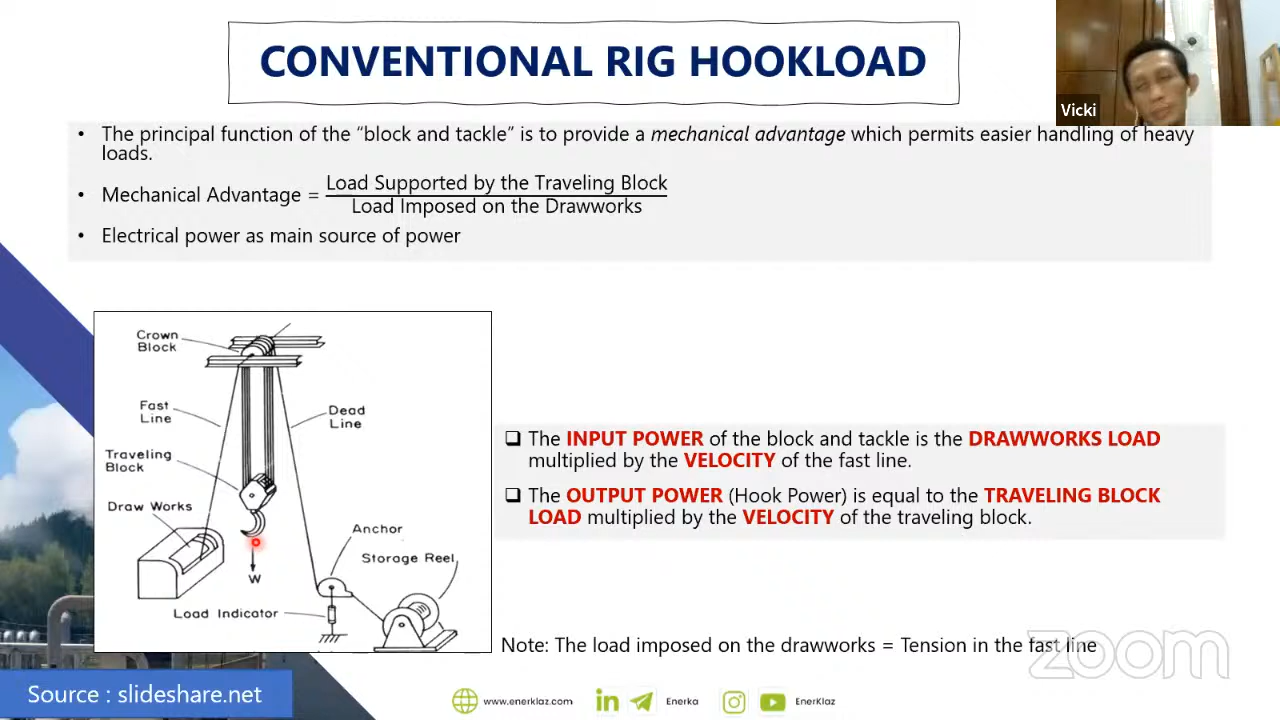 CONVENTIONAL RIG HOOKLOAD
Vicki
• The principal function of the “block and tackle” is to provide a mechanical advantage which permits easier handling of heavy
loads.
• Mechanical Advantage = Load Supported by the Traveling Block
Load Imposed on the Drawworks
• Electrical power as main source of power
Crown
Block
Fast
Line
Dead
Line
Traveling
Block
Draw Works
Anchor
Storage Reel
W
Load Indicator
❑ The INPUT POWER of the block and tackle is the DRAWWORKS LOAD
multiplied by the VELOCITY of the fast line.
❑ The OUTPUT POWER (Hook Power) is equal to the TRAVELING BLOCK
LOAD multiplied by the VELOCITY of the traveling block.
Note: The load imposed on the drawworks = Tension in the fast line
zoom
Source : slideshare.net
www.enerklaz.com
in
Enerka
EnerKlaz